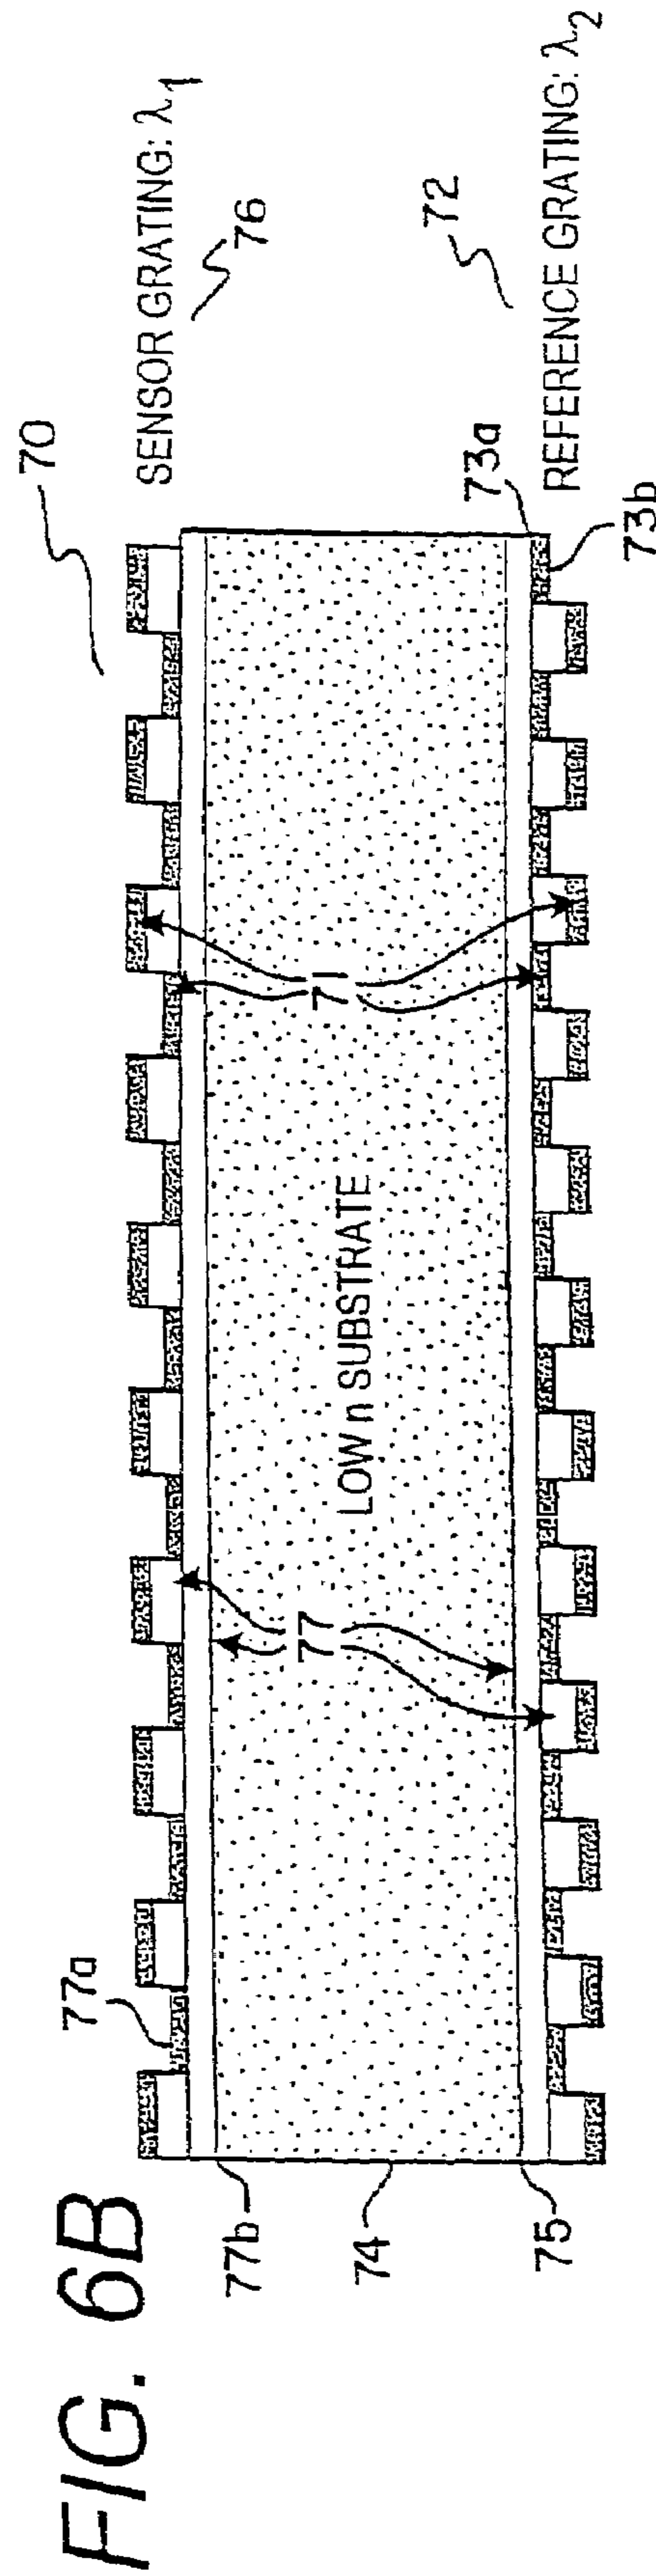 FIG. 6B
70
SENSOR GRATING: λ1
76
77a
77b
71
77
LOW n SUBSTRATE
74
75
72
73a
REFERENCE GRATING: λ2
73b